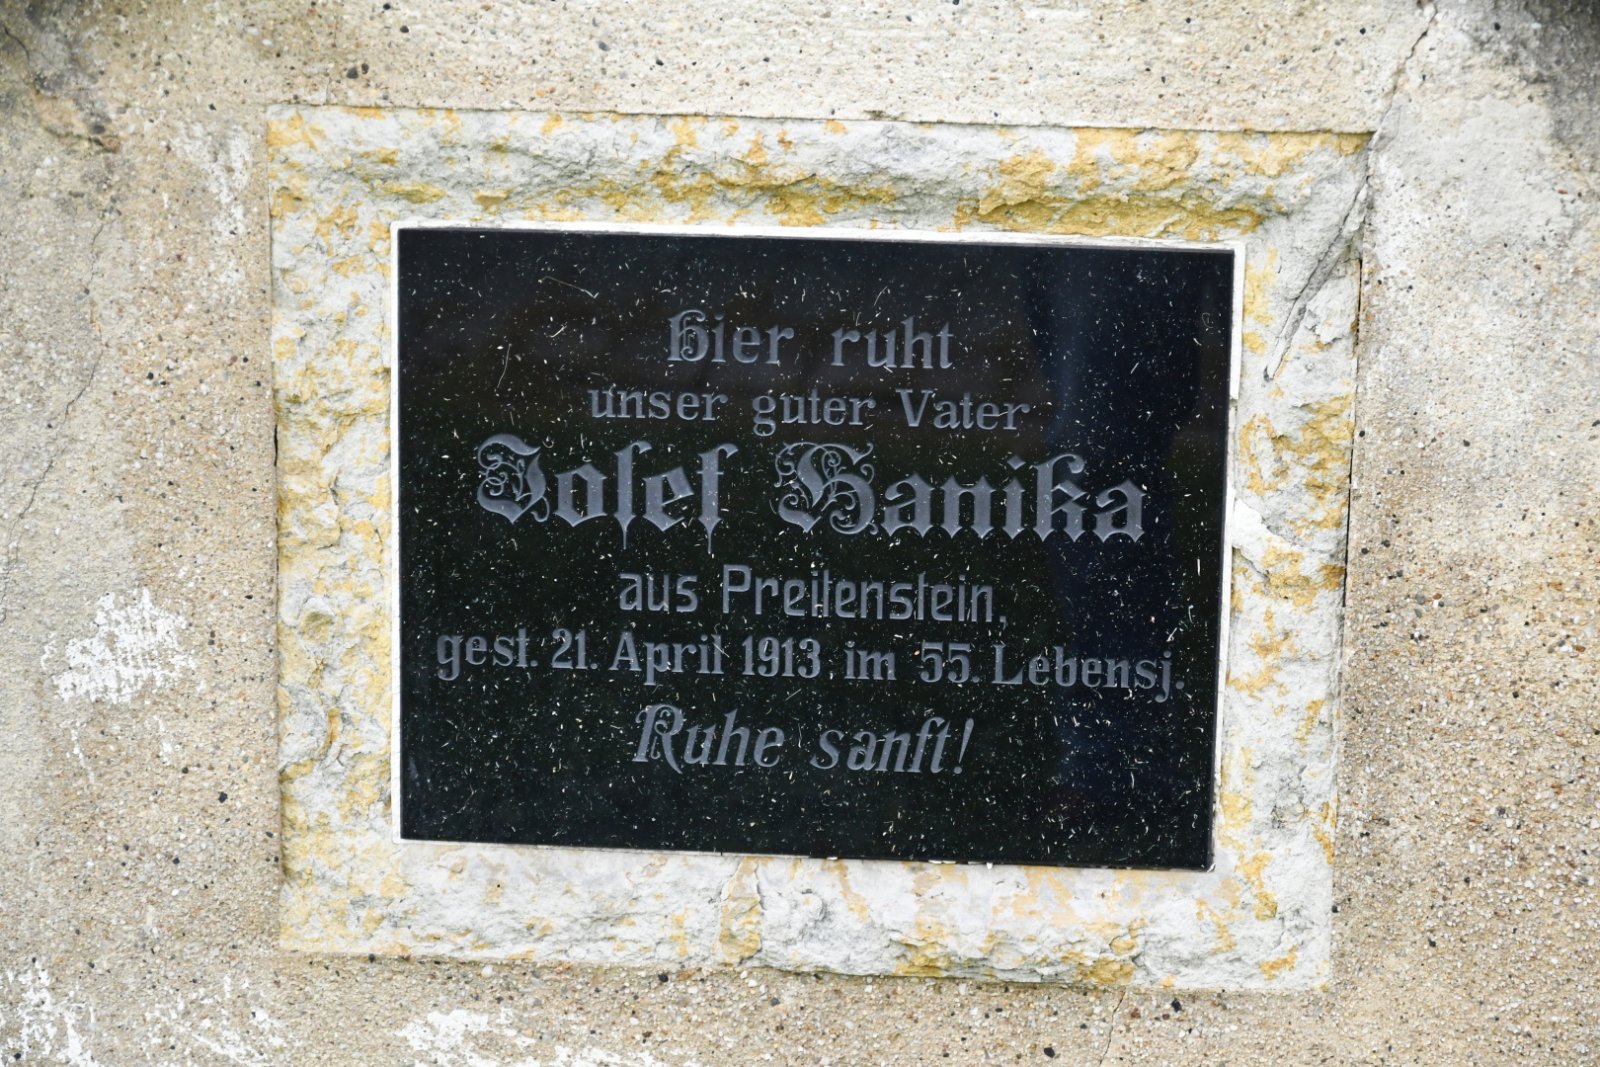 Hier ruht
unser guter Vater
Josef Hanika
aus Preitenstein,
gest. 21. April 1913 im 55. Lebensj.
Ruhe sanft!